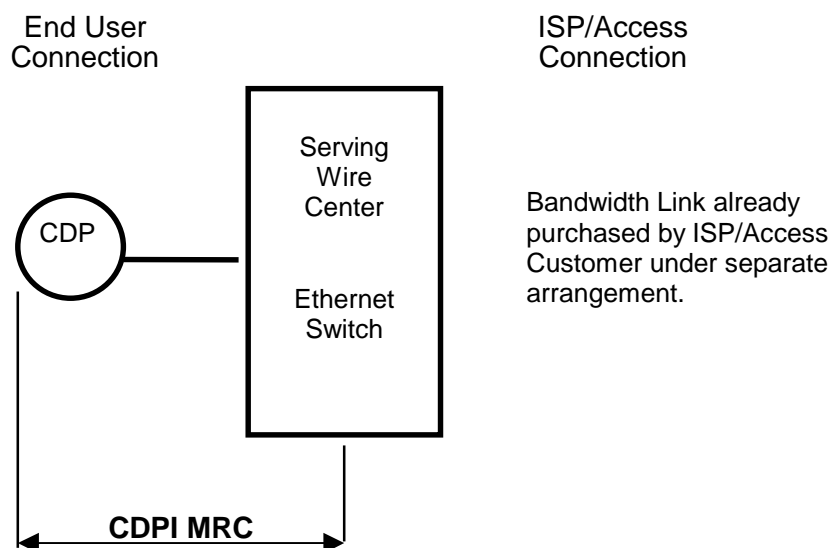 End User
Connection
ISP/Access
Connection
Serving
Wire
Center
CDP
Bandwidth Link already
purchased by ISP/Access
Customer under separate
arrangement.
Ethernet
Switch
CDPI MRC